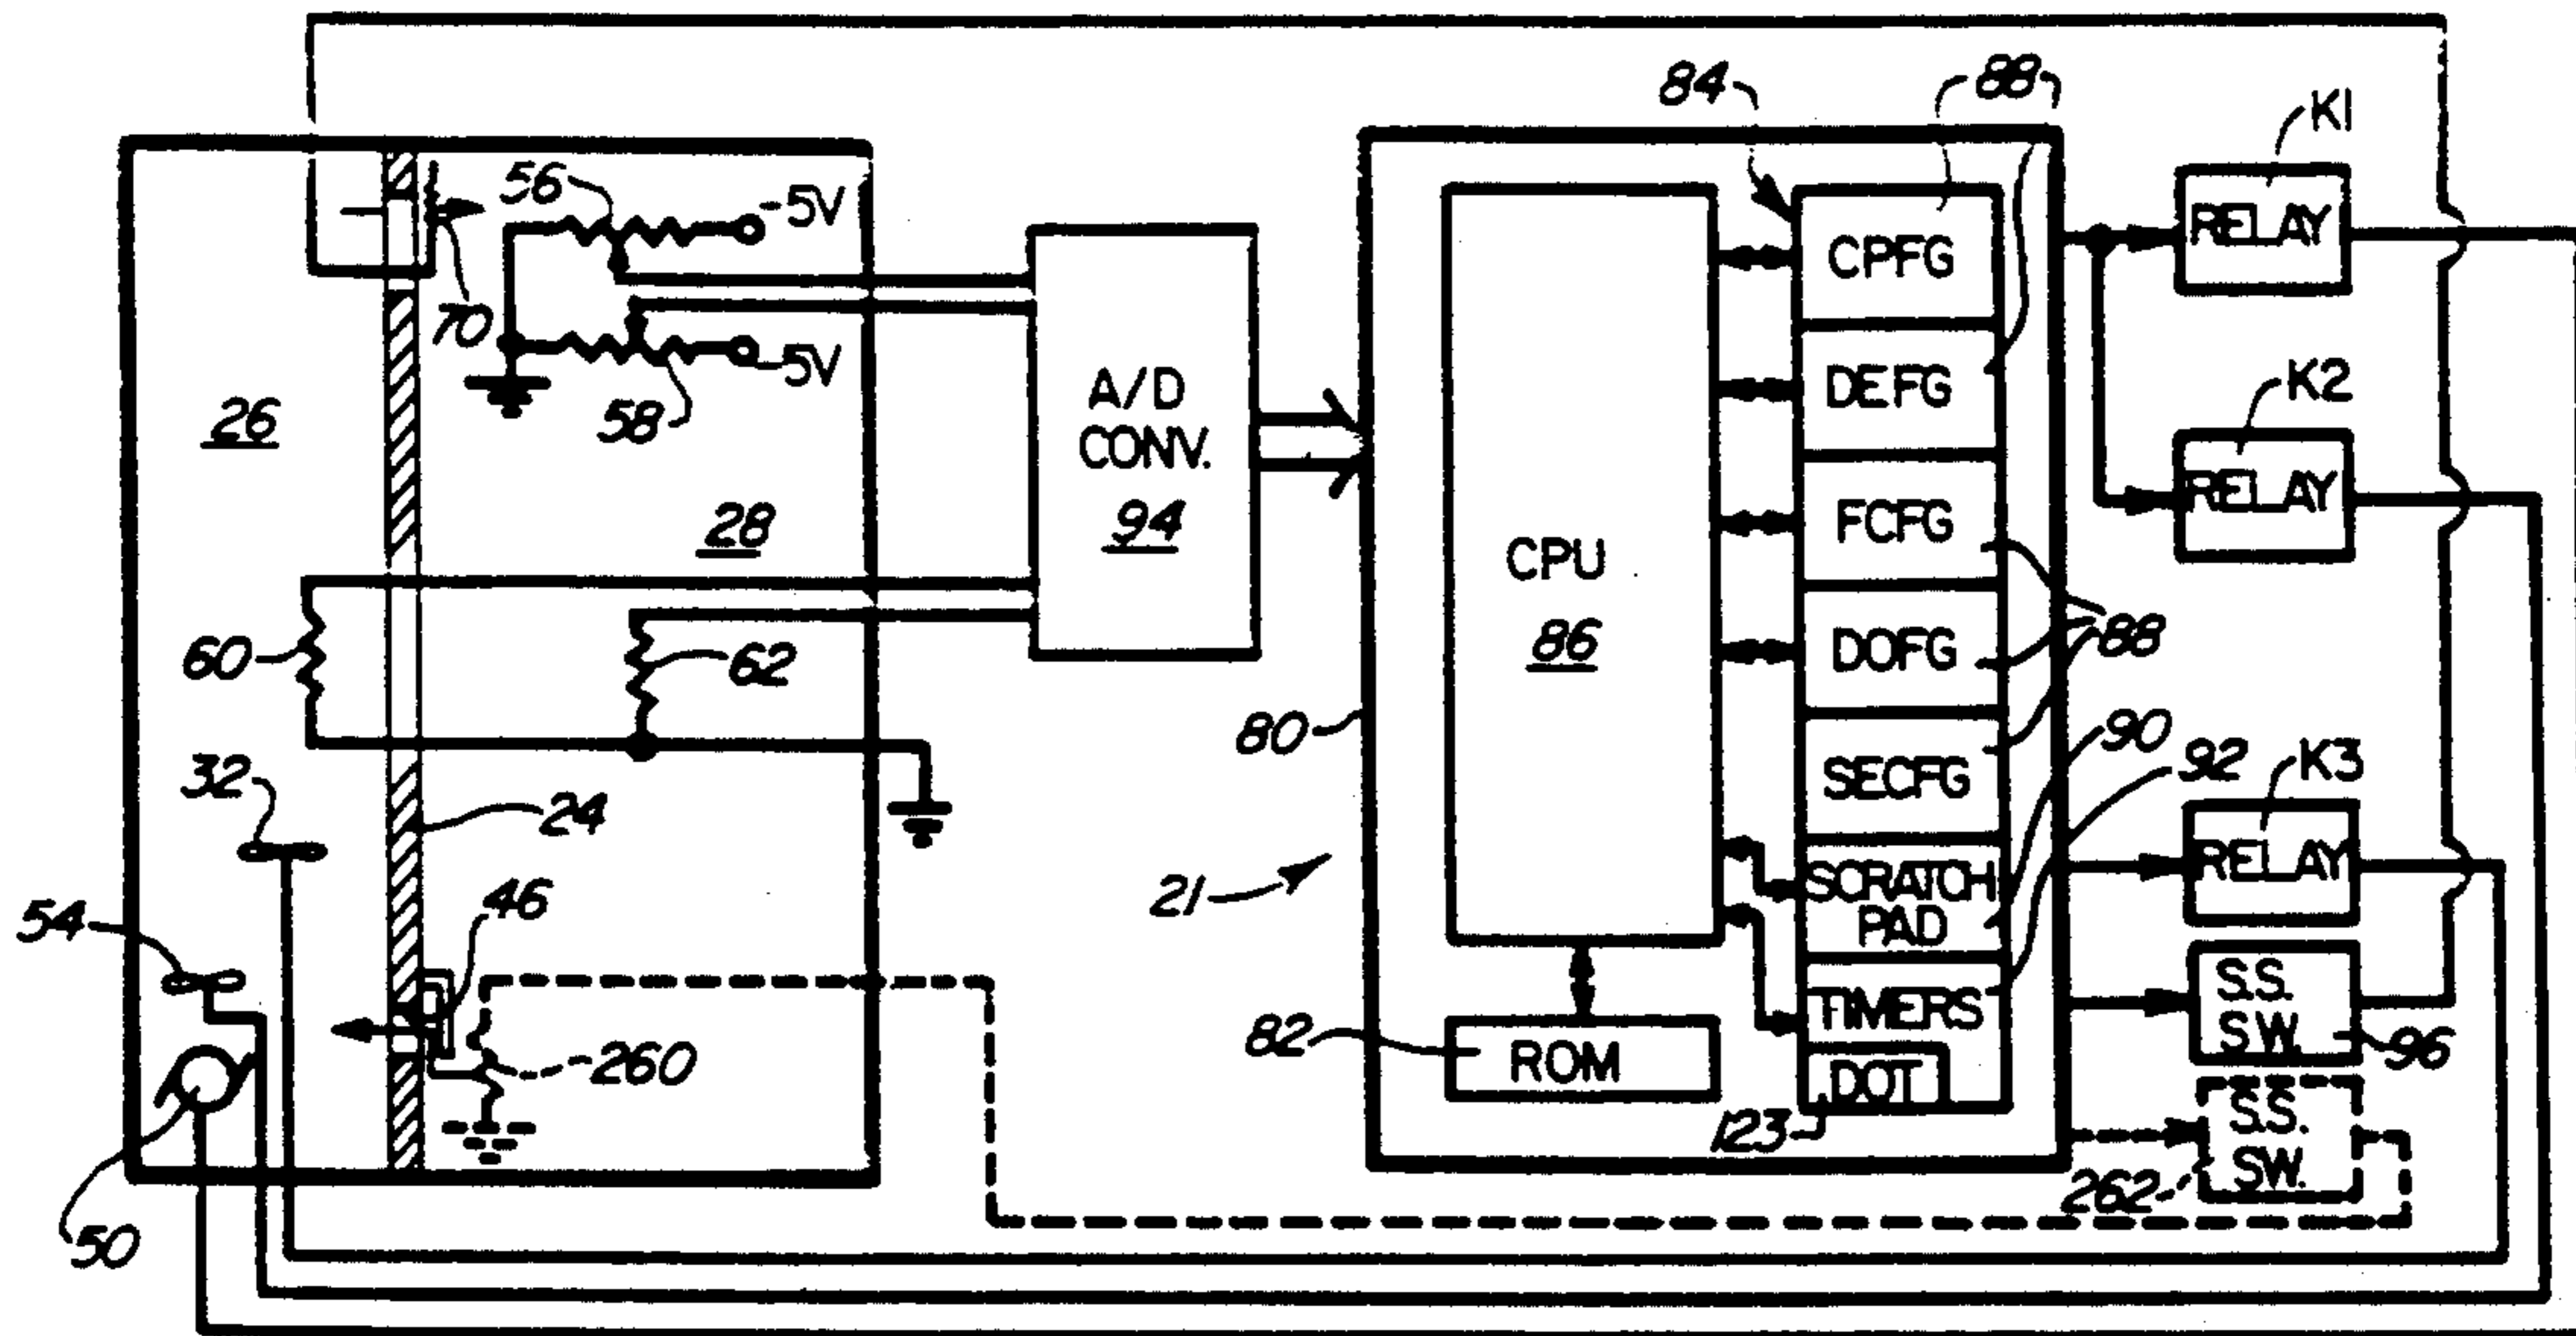 84
88
K1
56
-5V
RELAY
CPFG
70
-5V
58
26
A/D
CONV.
94
DEFG
K2
RELAY
28
FCFG
CPU
86
60
62
DOFG
88
80
90
92
32
24
SECFG
K3
RELAY
46
21
SCRATCH
PAD
54
TIMERS
S.S.
SW.
96
82
ROM
260
DOT
123
S.S.
SW.
262
50